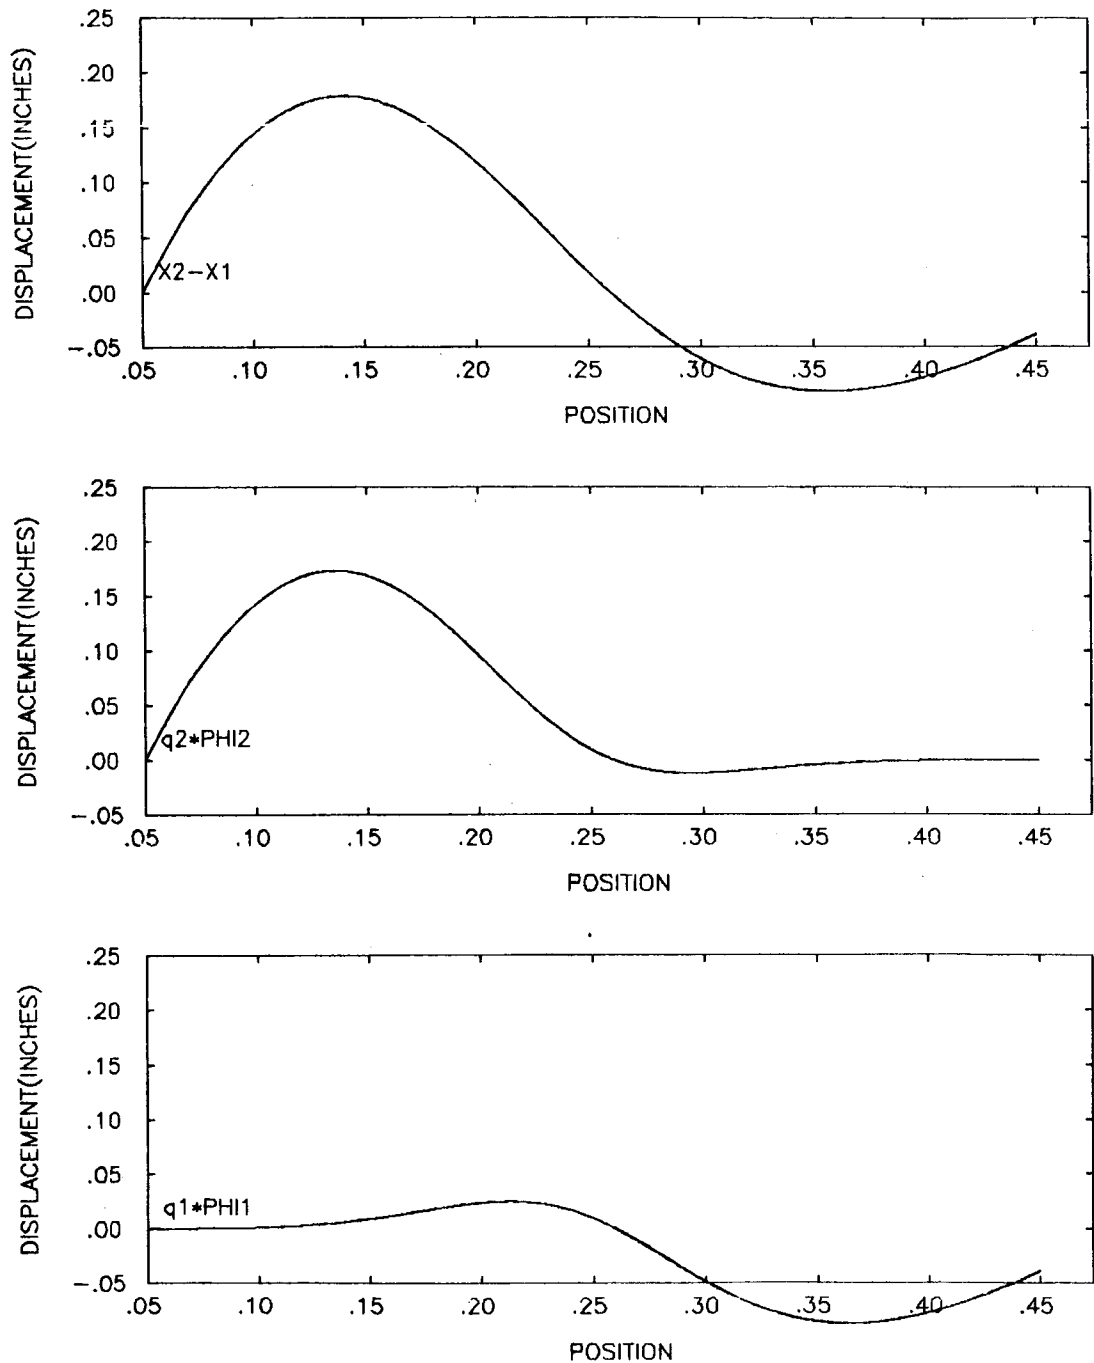 .25
.20
.15
.10
.05
.00
-.05
DISPLACEMENT(INCHES)
X2-X1
.05 .10 .15 .20 .25 .30 .35 .40 .45
POSITION
.25
.20
.15
.10
.05
.00
-.05
DISPLACEMENT(INCHES)
q2*PHI2
.05 .10 .15 .20 .25 .30 .35 .40 .45
POSITION
.25
.20
.15
.10
.05
.00
-.05
DISPLACEMENT(INCHES)
q1*PHI1
.05 .10 .15 .20 .25 .30 .35 .40 .45
POSITION